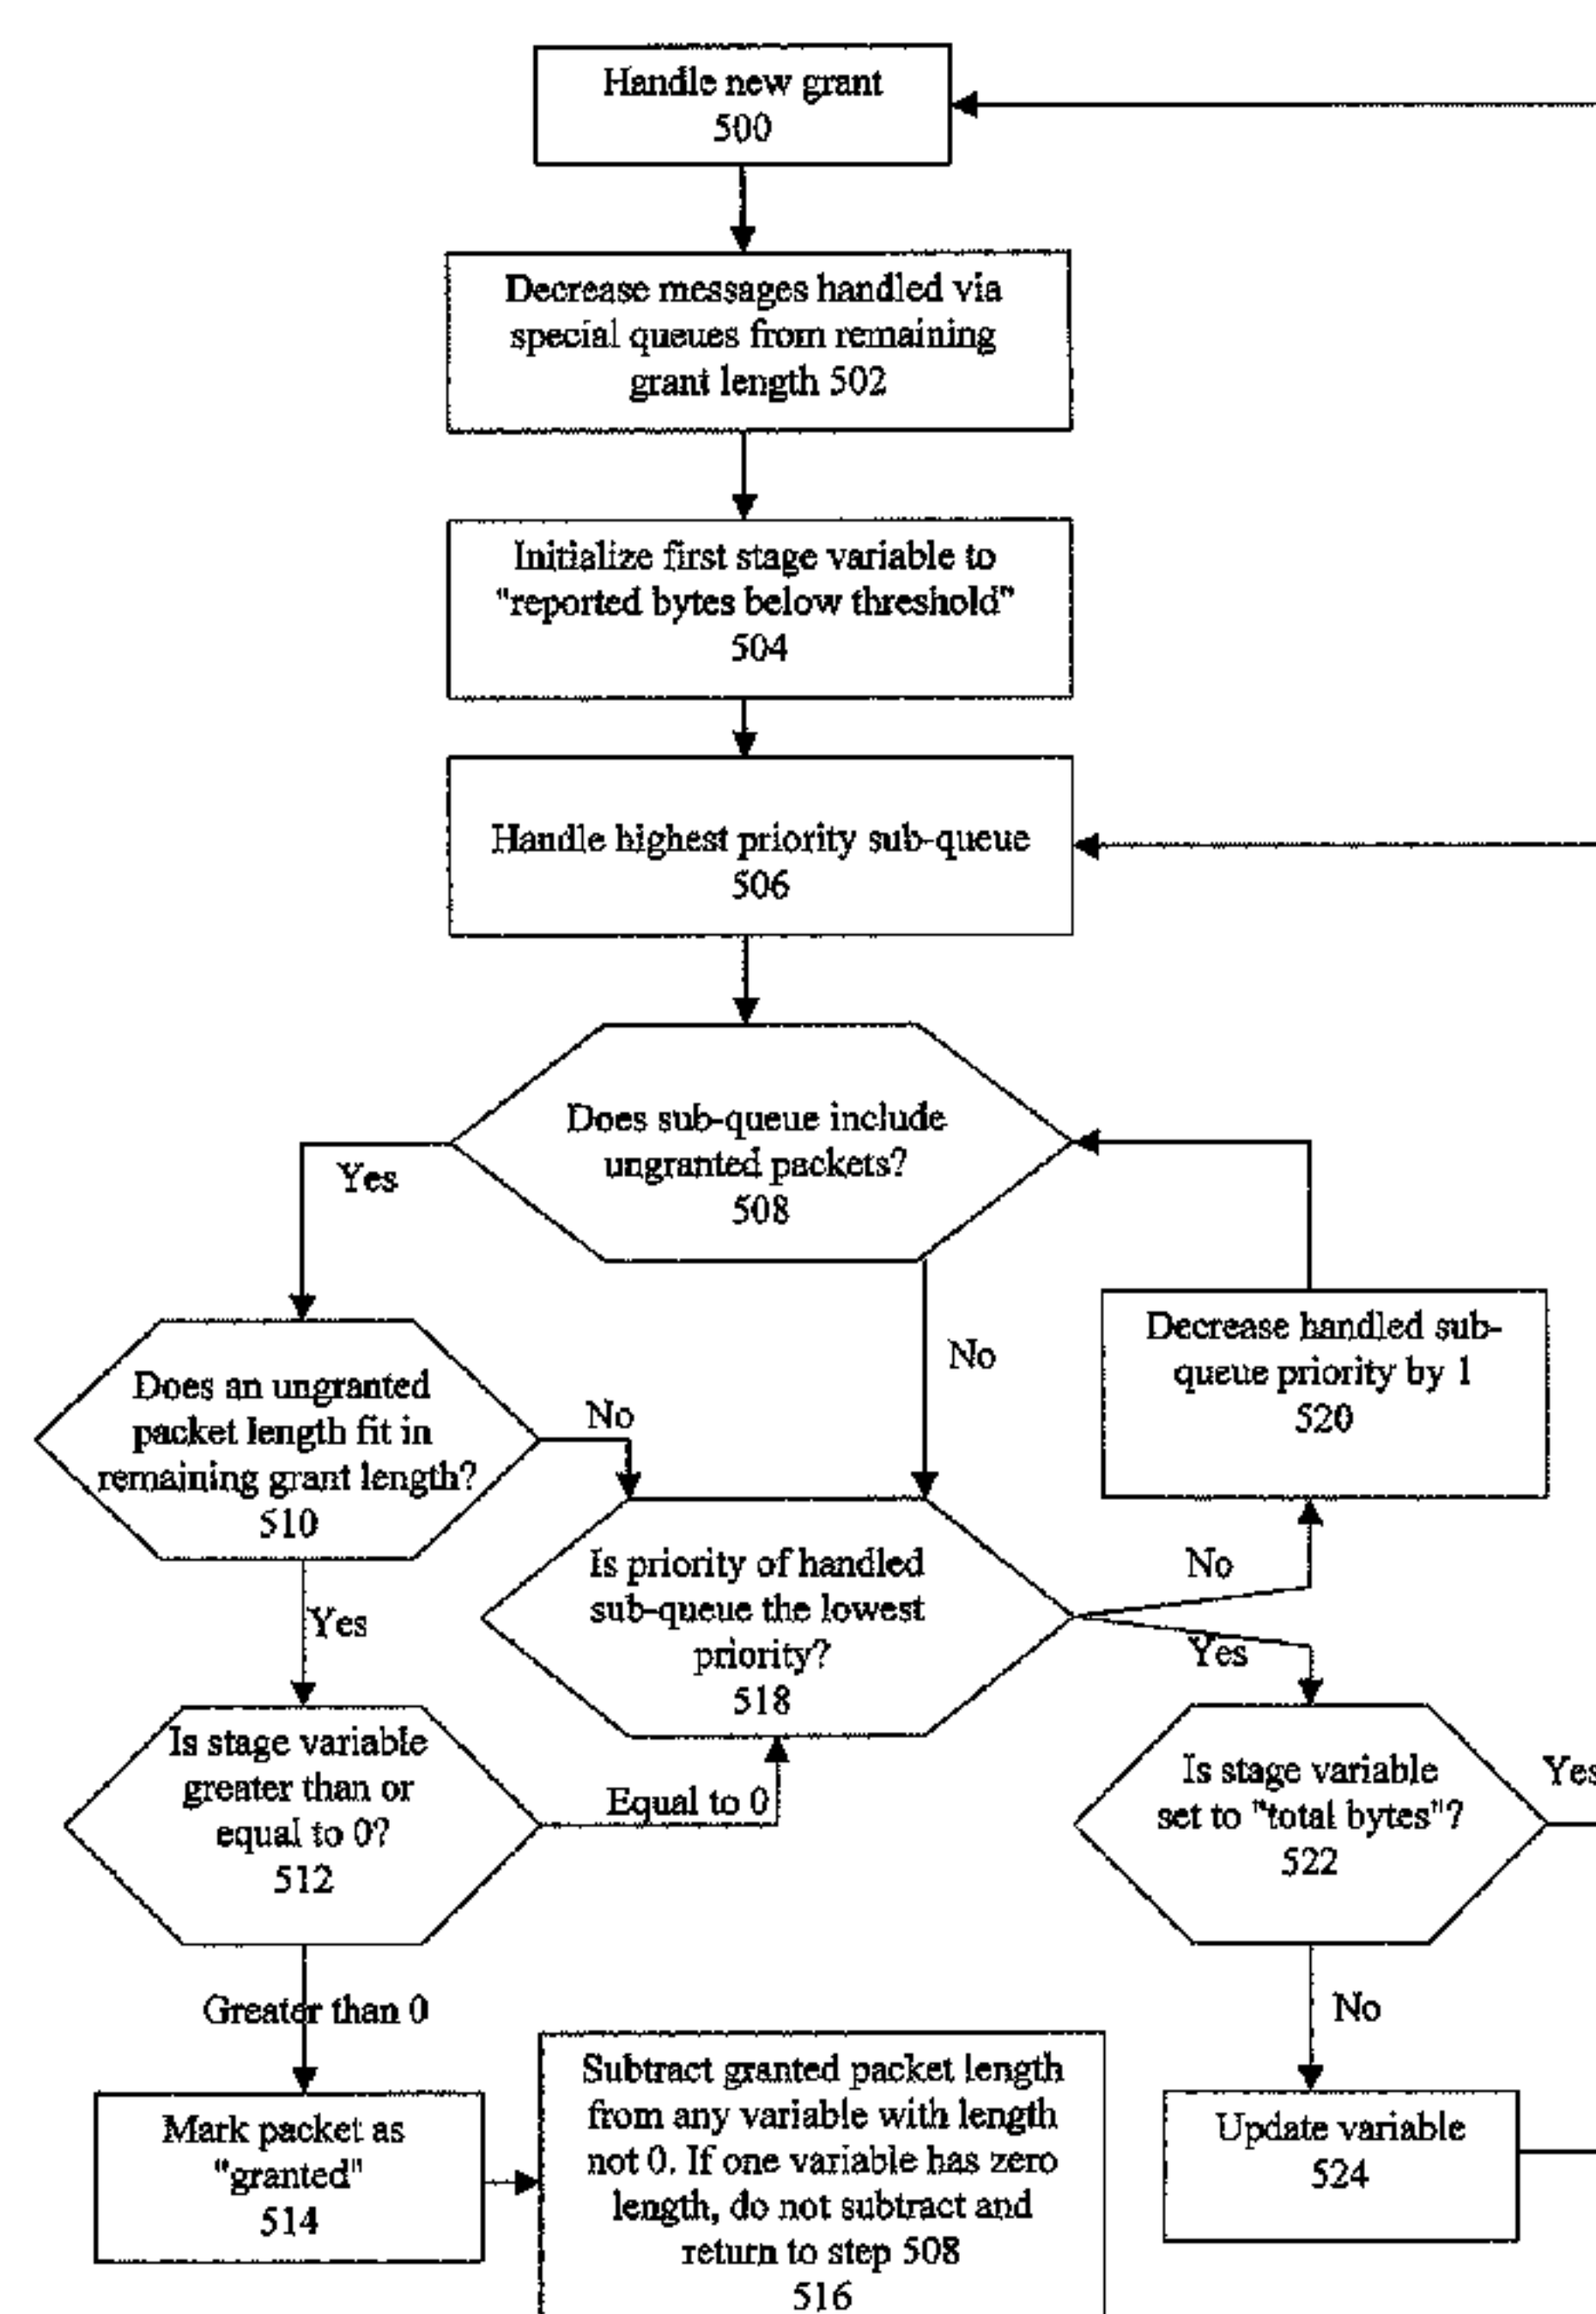 Handle new grant
500
Decrease messages handled via
special queues from remaining
grant length 502
Initialize first stage variable to
"reported bytes below threshold"
504
Handle highest priority sub-queue
506
Does sub-queue include
ungranted packets?
508
Yes
No
Does an ungranted
packet length fit in
remaining grant length?
510
No
Yes
Decrease handled sub-
queue priority by 1
520
Is priority of handled
sub-queue the lowest
priority?
518
No
Yes
Is stage variable
greater than or
equal to 0?
512
Equal to 0
Greater than 0
Is stage variable
set to "total bytes"?
522
Yes
No
Mark packet as
"granted"
514
Subtract granted packet length
from any variable with length
not 0. If one variable has zero
length, do not subtract and
return to step 508
516
Update variable
524